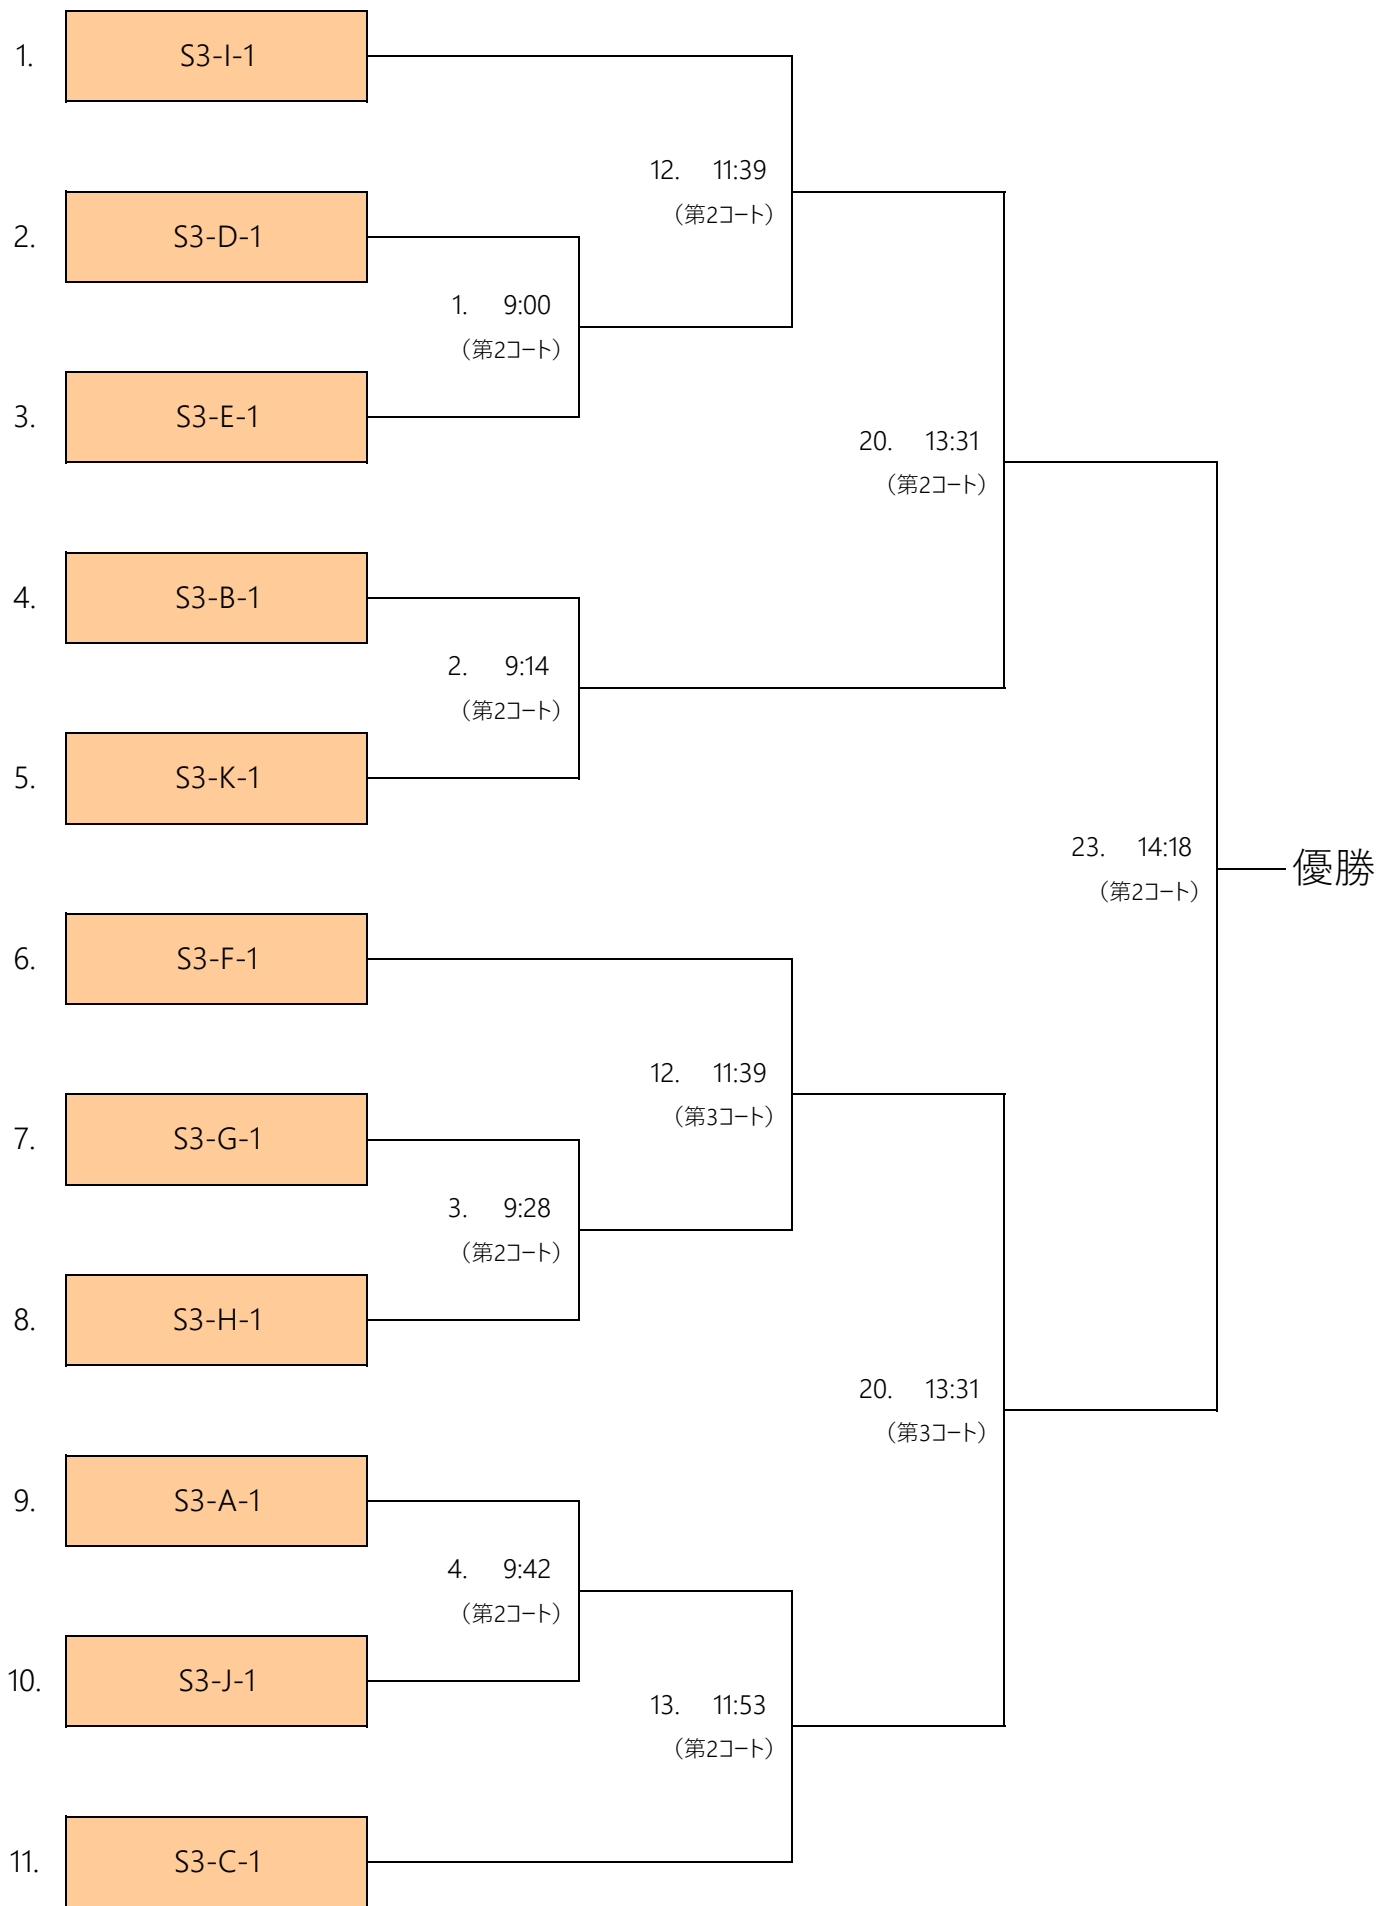 1. S3-I-1
12. 11:39
（第2コート）
2. S3-D-1
1. 9:00
（第2コート）
3. S3-E-1
20. 13:31
（第2コート）
4. S3-B-1
2. 9:14
（第2コート）
5. S3-K-1
23. 14:18
（第2コート）
優勝
6. S3-F-1
12. 11:39
（第3コート）
7. S3-G-1
3. 9:28
（第2コート）
8. S3-H-1
20. 13:31
（第3コート）
9. S3-A-1
4. 9:42
（第2コート）
10. S3-J-1
13. 11:53
（第2コート）
11. S3-C-1